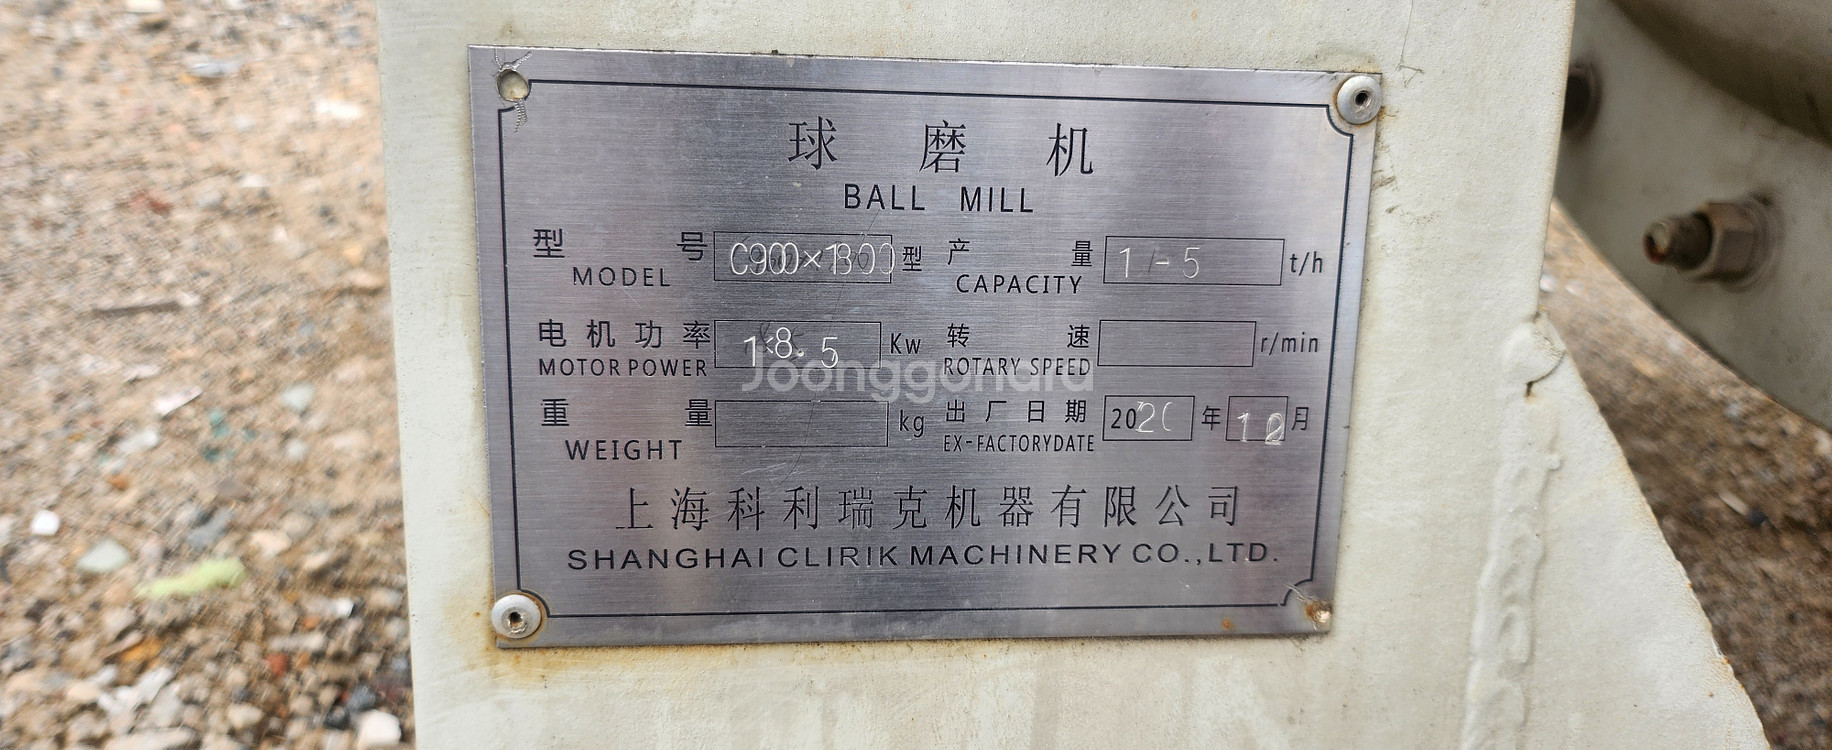 球磨机
BALL MILL
型号 C900×1800 型 产量 1-5 t/h
MODEL CAPACITY
电机功率 18.5 Kw 转速 r/min
MOTOR POWER ROTARY SPEED
Joonggonara
重量 kg 出厂日期 2020 年 月
WEIGHT EX-FACTORYDATE
上海科利瑞克机器有限公司
SHANGHAI CLIRIK MACHINERY CO.,LTD.